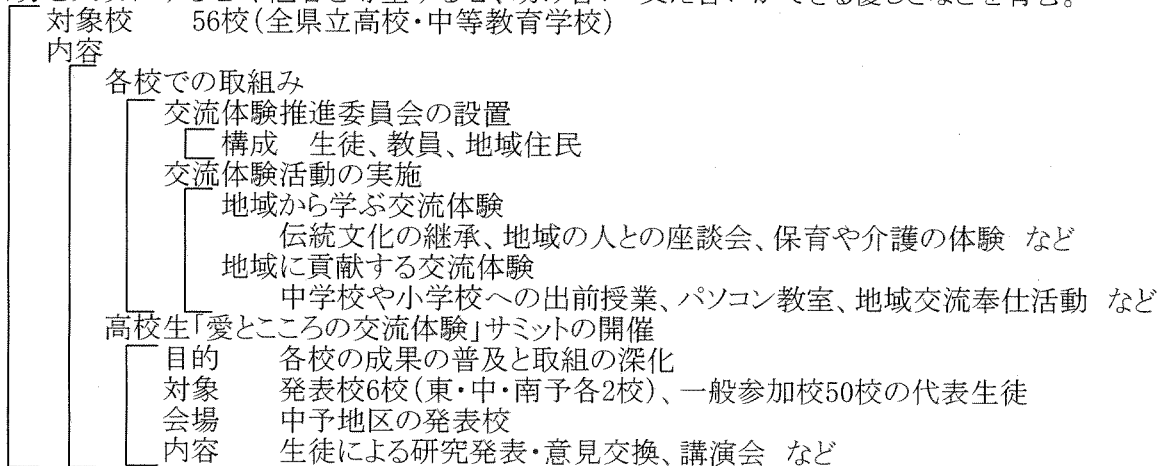 対象校 56校(全県立高校・中等教育学校)
内容
各校での取組み
交流体験推進委員会の設置
構成 生徒、教員、地域住民
交流体験活動の実施
地域から学ぶ交流体験
伝統文化の継承、地域の人との座談会、保育や介護の体験 など
地域に貢献する交流体験
中学校や小学校への出前授業、パソコン教室、地域交流奉仕活動 など
高校生「愛とこころの交流体験」サミットの開催
目的 各校の成果の普及と取組の深化
対象 発表校6校(東・中・南予各2校)、一般参加校50校の代表生徒
会場 中予地区の発表校
内容 生徒による研究発表・意見交換、講演会 など